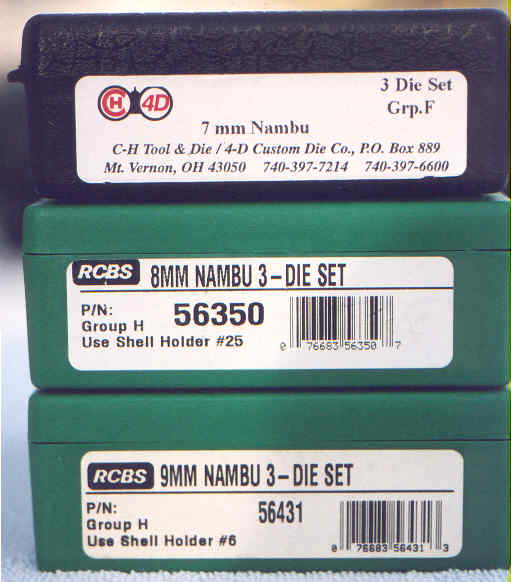 CH 4D
3 Die Set
Grp.F
7 mm Nambu
C-H Tool & Die / 4-D Custom Die Co., P.O. Box 889
Mt. Vernon, OH 43050 740-397-7214 740-397-6600
RCBS 8MM NAMBU 3-DIE SET
P/N: 56350
Group H
Use Shell Holder #25
0 76683 56350 7
RCBS 9MM NAMBU 3-DIE SET
P/N: 56431
Group H
Use Shell Holder #6
0 76683 56431 3